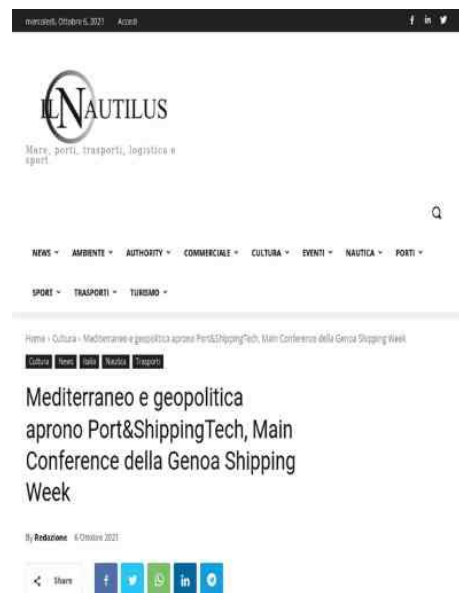 mercoledì, Ottobre 6, 2021 Accedi
IL NAUTILUS
Mare, porti, trasporti, logistica e
sport
NEWS AMBIENTE AUTHORITY COMMERCIALE CULTURA EVENTI NAUTICA PORTI
SPORT TRASPORTI TURISMO
Home › Cultura › Mediterraneo e geopolitica aprono Port&ShippingTech, Main Conference della Genoa Shipping Week
Cultura News Italia Nautica Trasporti
Mediterraneo e geopolitica
aprono Port&ShippingTech, Main
Conference della Genoa Shipping
Week
By Redazione 6 Ottobre 2021
Share